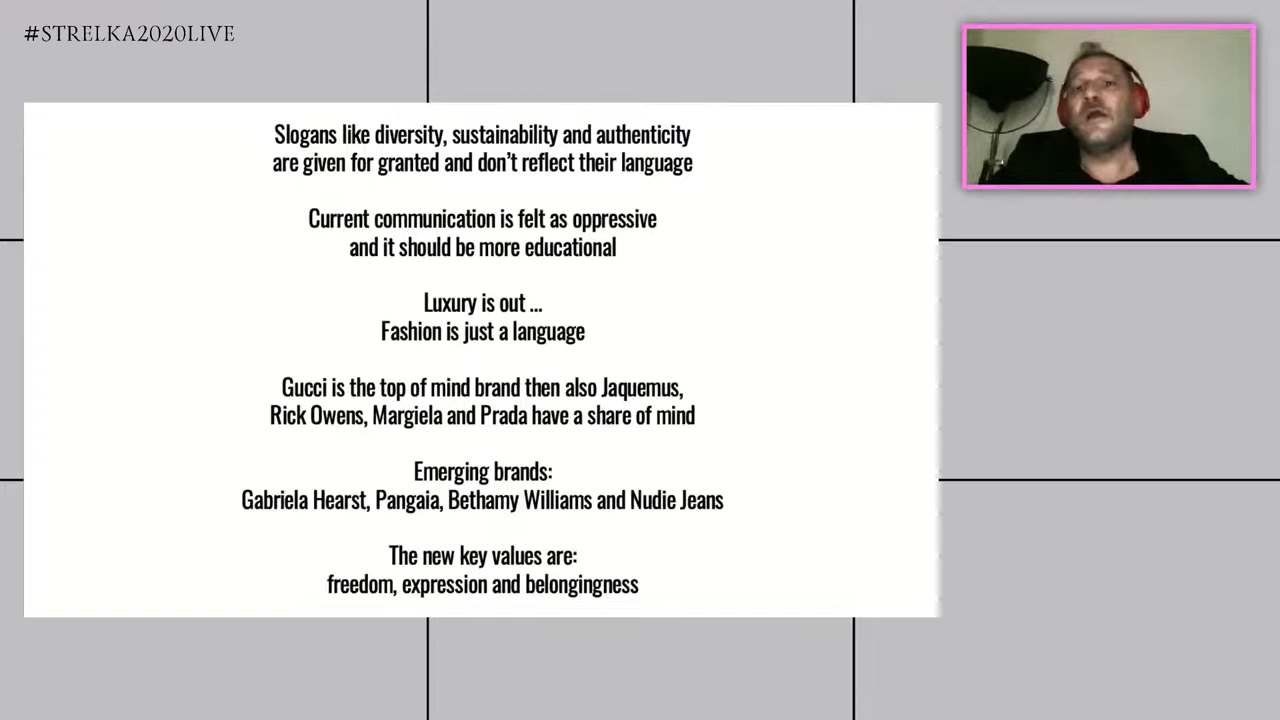 #STRELKA2020LIVE
Slogans like diversity, sustainability and authenticity
are given for granted and don’t reflect their language
Current communication is felt as oppressive
and it should be more educational
Luxury is out ...
Fashion is just a language
Gucci is the top of mind brand then also Jaquemus,
Rick Owens, Margiela and Prada have a share of mind
Emerging brands:
Gabriela Hearst, Pangaia, Bethamy Williams and Nudie Jeans
The new key values are:
freedom, expression and belongingness